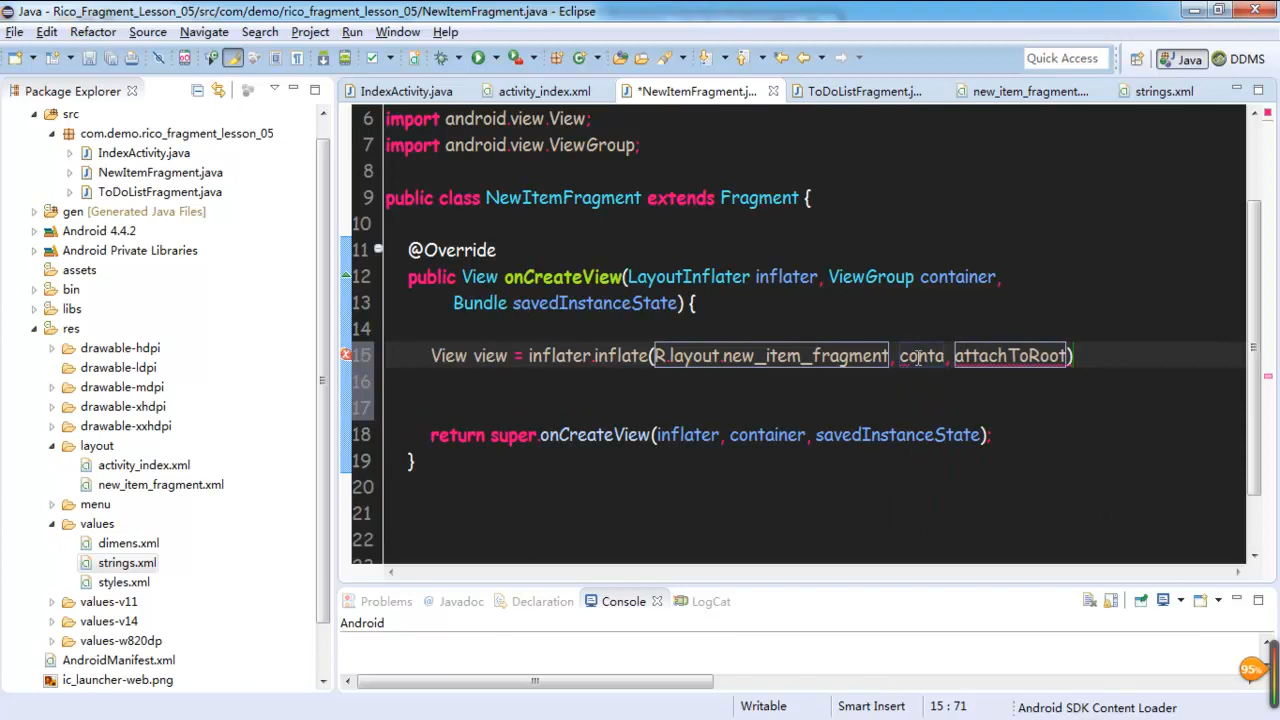 Java - Rico_Fragment_Lesson_05/src/com/demo/rico_fragment_lesson_05/NewItemFragment.java - Eclipse
File Edit Refactor Source Navigate Search Project Run Window Help
Quick Access Java DDMS
Package Explorer
IndexActivity.java activity_index.xml *NewItemFragment.j... ToDoListFragment.j... new_item_fragment.... strings.xml
src
com.demo.rico_fragment_lesson_05
IndexActivity.java
NewItemFragment.java
ToDoListFragment.java
gen [Generated Java Files]
Android 4.4.2
Android Private Libraries
assets
bin
libs
res
drawable-hdpi
drawable-ldpi
drawable-mdpi
drawable-xhdpi
drawable-xxhdpi
layout
activity_index.xml
new_item_fragment.xml
menu
values
dimens.xml
strings.xml
styles.xml
values-v11
values-v14
values-w820dp
AndroidManifest.xml
ic_launcher-web.png
6 import android.view.View;
7 import android.view.ViewGroup;
8
9 public class NewItemFragment extends Fragment {
10
11 @Override
12 public View onCreateView(LayoutInflater inflater, ViewGroup container,
13 Bundle savedInstanceState) {
14
15 View view = inflater.inflate(R.layout.new_item_fragment, conta, attachToRoot)
16
17
18 return super.onCreateView(inflater, container, savedInstanceState);
19 }
20
21
22
Problems Javadoc Declaration Console LogCat
Android
95%
Writable Smart Insert 15 : 71 Android SDK Content Loader